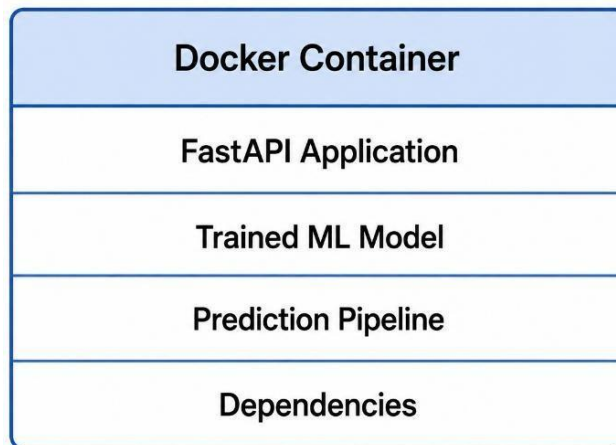 Docker Container
FastAPI Application
Trained ML Model
Prediction Pipeline
Dependencies